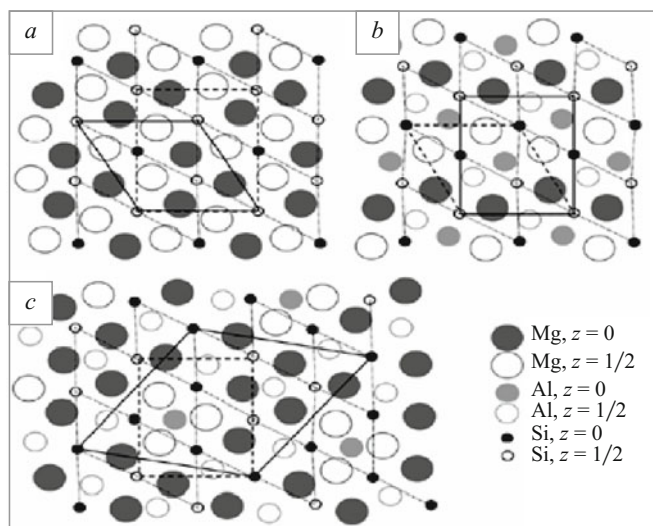 a
b
c
Mg, z = 0
Mg, z = 1/2
Al, z = 0
Al, z = 1/2
Si, z = 0
Si, z = 1/2